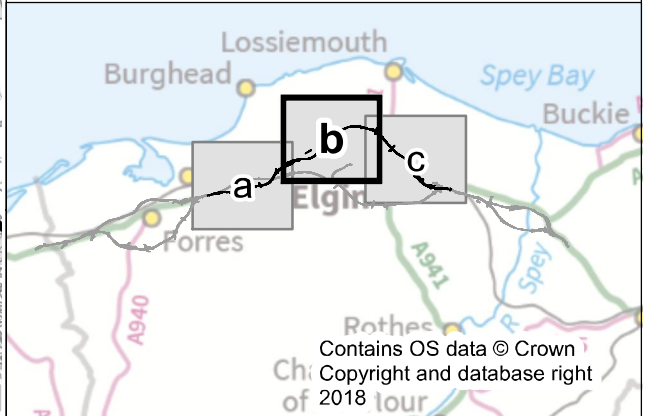 Lossiemouth
Burghead
Spey Bay
Buckie
b
c
a
Elgin
Forres
A941
Spey
A940
R
Rothes
Contains OS data © Crown
Copyright and database right
2018